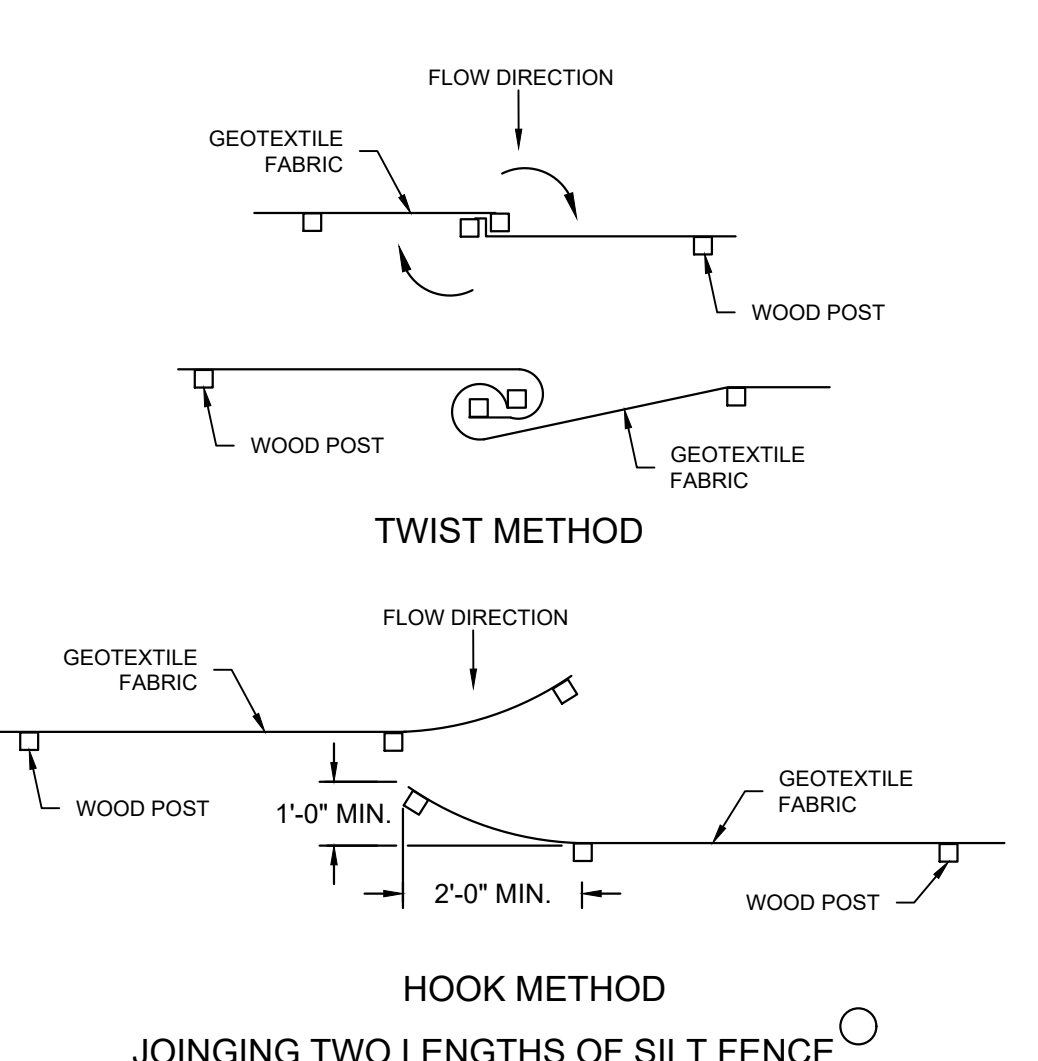 FLOW DIRECTION
GEOTEXTILE
FABRIC
WOOD POST
WOOD POST
GEOTEXTILE
FABRIC
TWIST METHOD
FLOW DIRECTION
GEOTEXTILE
FABRIC
WOOD POST
1'-0" MIN.
GEOTEXTILE
FABRIC
2'-0" MIN.
WOOD POST
HOOK METHOD
JOINGING TWO LENGTHS OF SILT FENCE